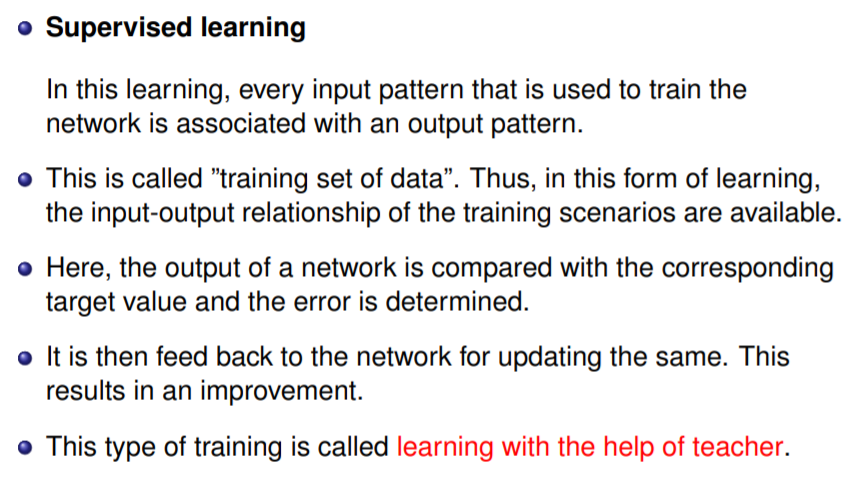 Supervised learning
In this learning, every input pattern that is used to train the
network is associated with an output pattern.
This is called ”training set of data”. Thus, in this form of learning,
the input-output relationship of the training scenarios are available.
Here, the output of a network is compared with the corresponding
target value and the error is determined.
It is then feed back to the network for updating the same. This
results in an improvement.
This type of training is called learning with the help of teacher.